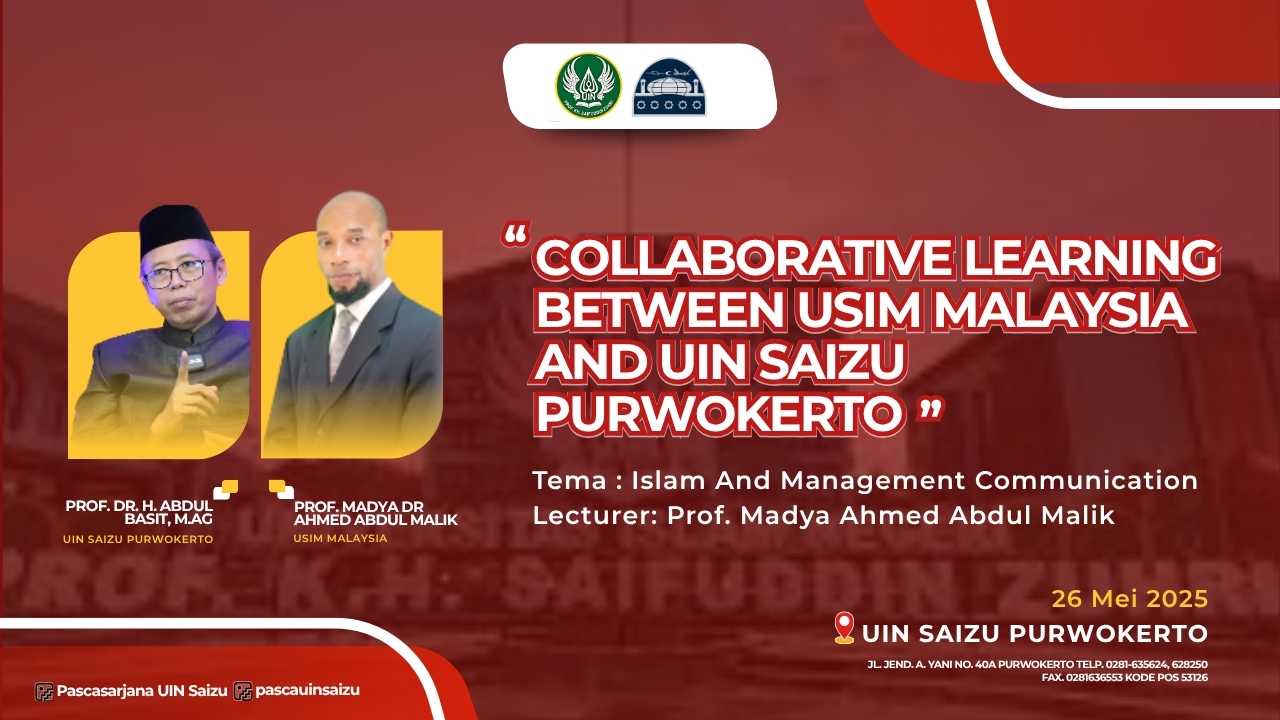 UIN
“ COLLABORATIVE LEARNING
BETWEEN USIM MALAYSIA
AND UIN SAIZU
PURWOKERTO ”
Tema : Islam And Management Communication
Lecturer: Prof. Madya Ahmed Abdul Malik
PROF. DR. H. ABDUL
BASIT, M.AG
UIN SAIZU PURWOKERTO
PROF. MADYA DR
AHMED ABDUL MALIK
USIM MALAYSIA
PROF. K.H. SAIFUDDIN ZUHRI
26 Mei 2025
UIN SAIZU PURWOKERTO
JL. JEND. A. YANI NO. 40A PURWOKERTO TELP. 0281-635624, 628250
FAX. 0281636553 KODE POS 53126
Pascasarjana UIN Saizu pascauinsaizu